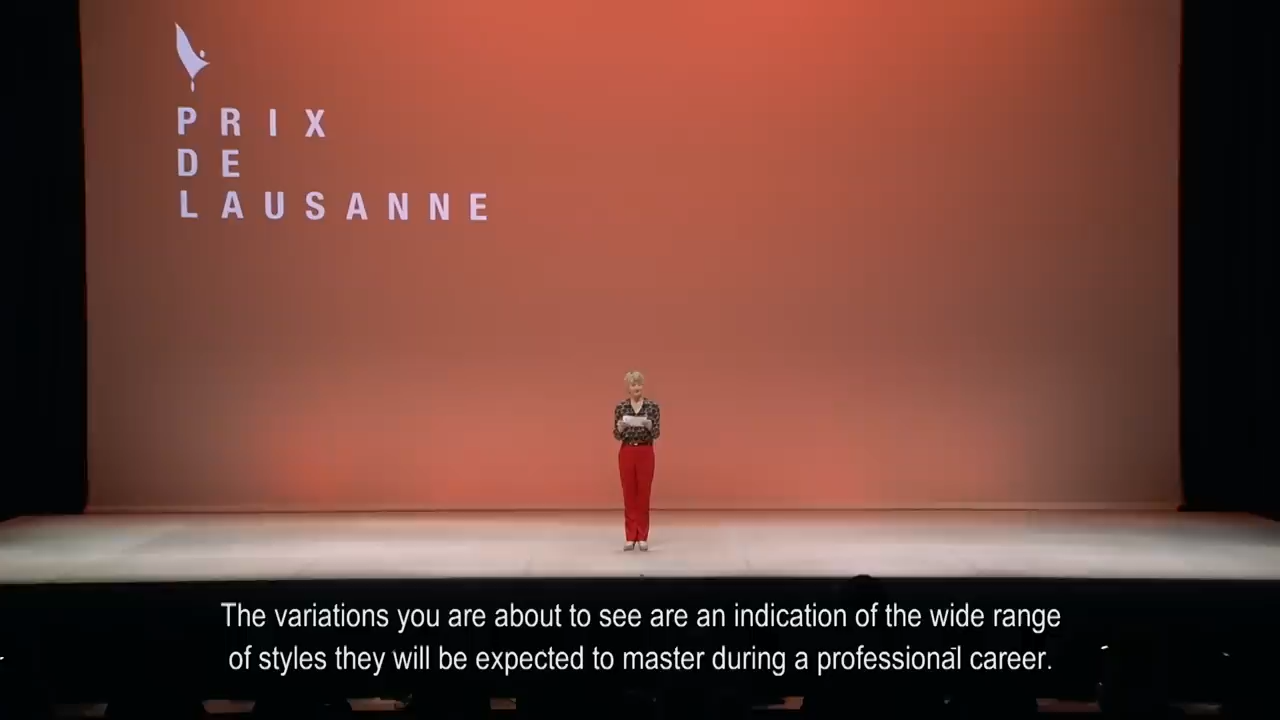 PRIX
DE
LAUSANNE
The variations you are about to see are an indication of the wide range
of styles they will be expected to master during a professional career.